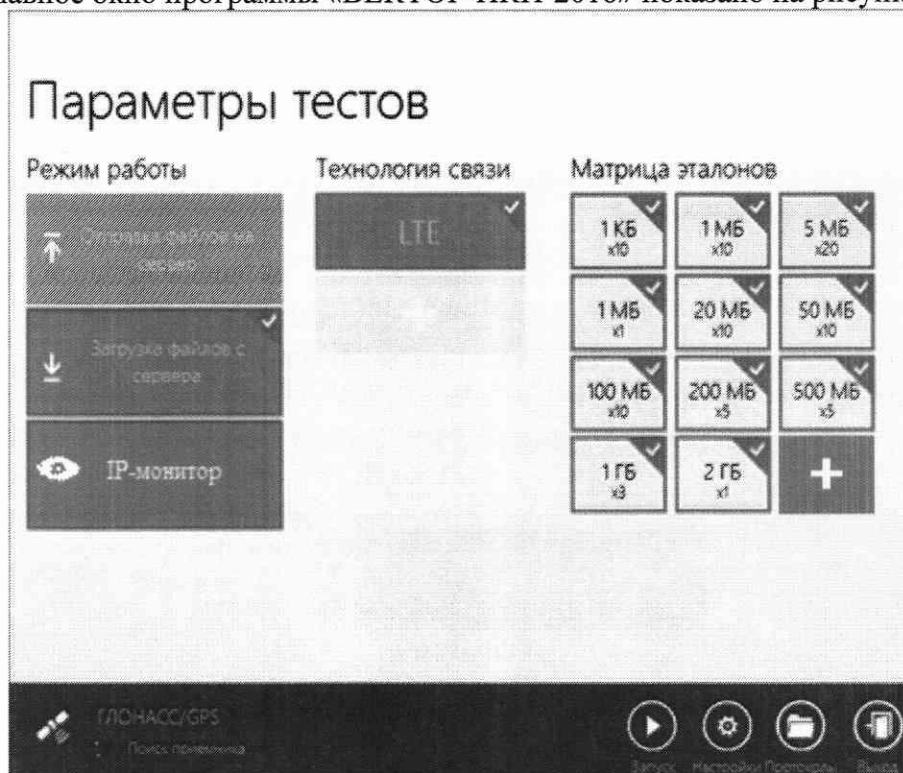 главное окно программы «ВЕКТОР-ИКИ-2016» показано на рисунке
Параметры тестов
Режим работы
Технология связи
Матрица эталонов
Отправка файлов на
сервер
Загрузка файлов с
сервера
IP-монитор
LTE
1 КБ
x10
1 МБ
x10
5 МБ
x20
1 МБ
x1
20 МБ
x10
50 МБ
x10
100 МБ
x10
200 МБ
x5
500 МБ
x5
1 ГБ
x3
2 ГБ
x1
ГЛОНАСС/GPS
Поиск приемника
Запуск
Настройки
Протоколы
Выход